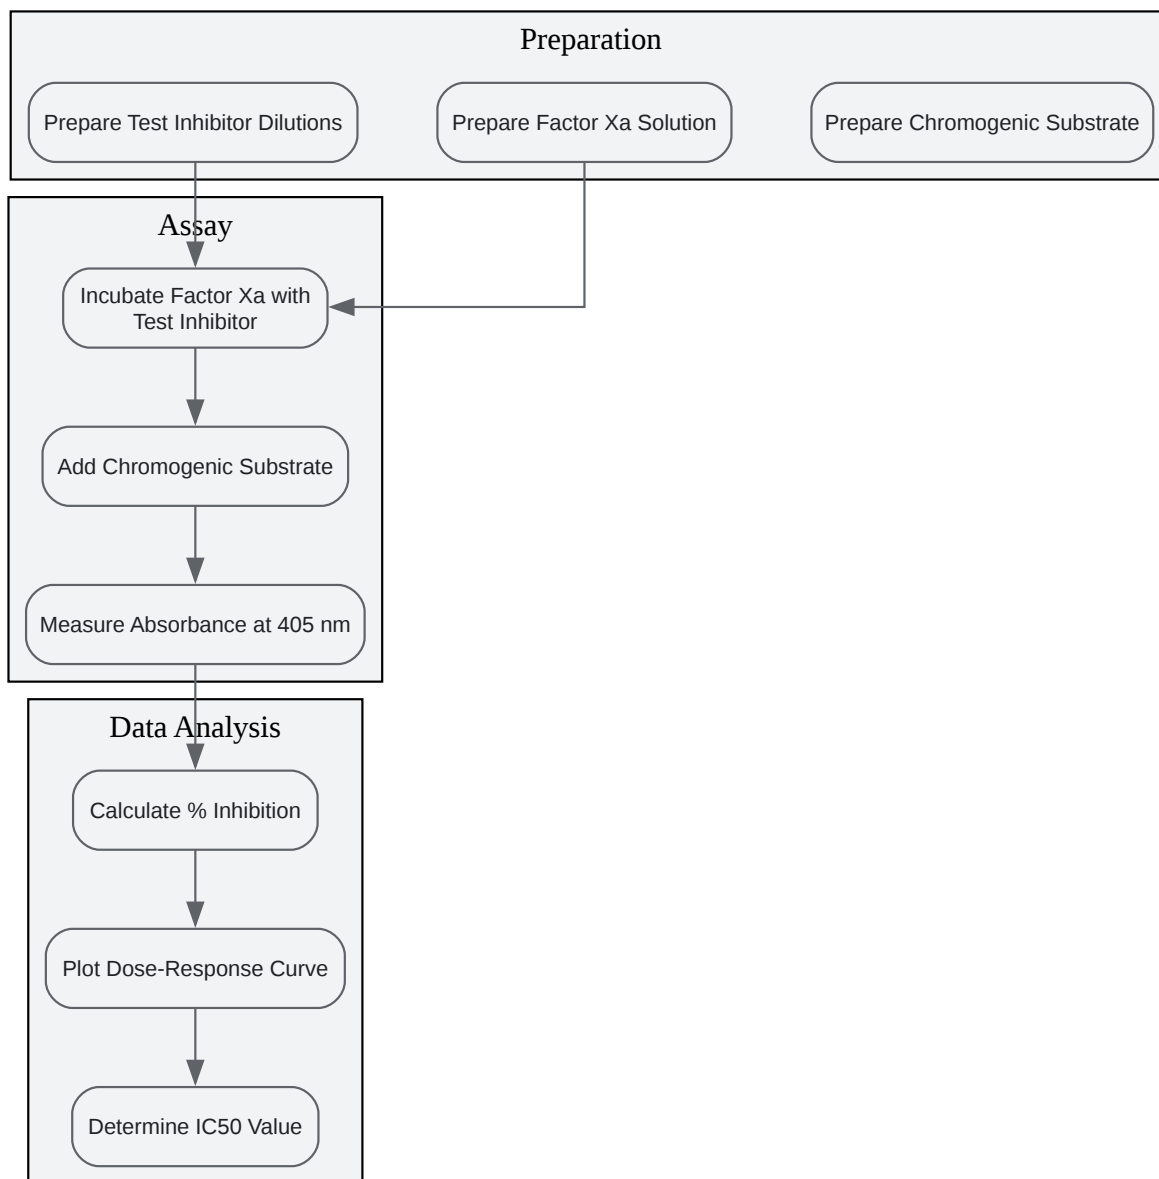 Preparation
Prepare Test Inhibitor Dilutions
Prepare Factor Xa Solution
Prepare Chromogenic Substrate
Assay
Incubate Factor Xa with
Test Inhibitor
Add Chromogenic Substrate
Measure Absorbance at 405 nm
Data Analysis
Calculate % Inhibition
Plot Dose-Response Curve
Determine IC50 Value